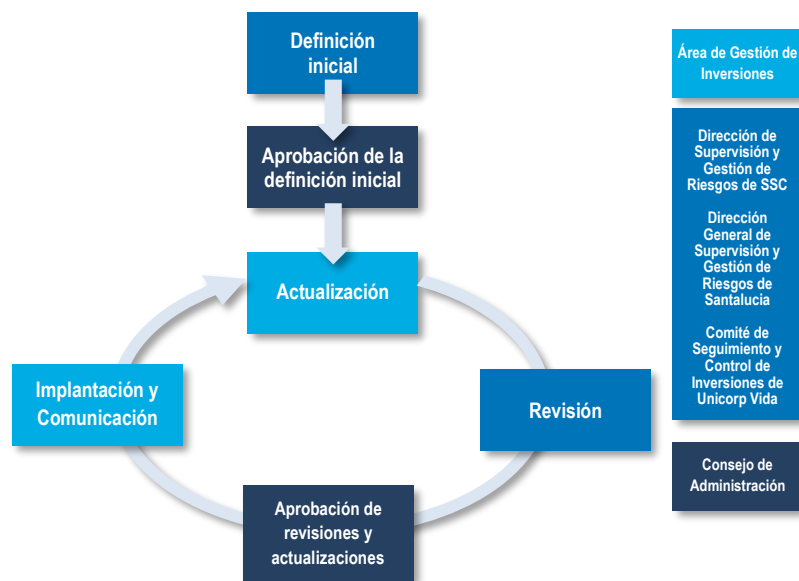 Definición
inicial
Aprobación de la
definición inicial
Actualización
Implantación y
Comunicación
Revisión
Aprobación de
revisiones y
actualizaciones
Área de Gestión de
Inversiones
Dirección de
Supervisión y
Gestión de
Riesgos de SSC
Dirección
General de
Supervisión y
Gestión de
Riesgos de
Santalucia
Comité de
Seguimiento y
Control de
Inversiones de
Unicorp Vida
Consejo de
Administración